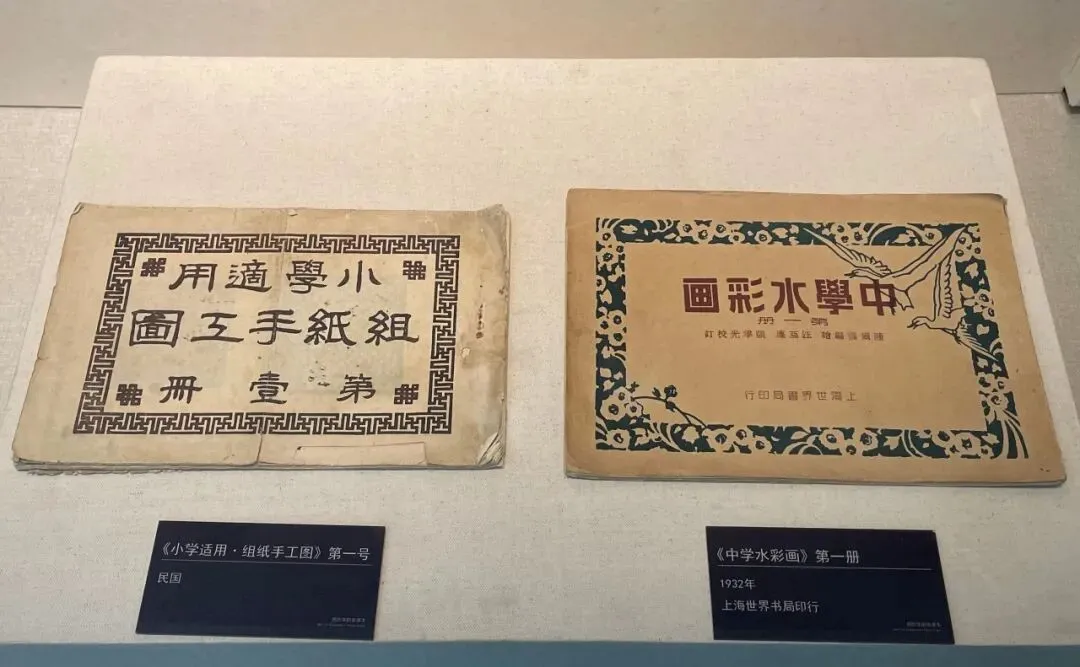 小學適用
組紙手工圖
第壹冊
中學水彩画
第一册
上海世界書局印行
《小学适用·组纸手工图》第一号
民国
《中学水彩画》第一册
1932年
上海世界书局印行